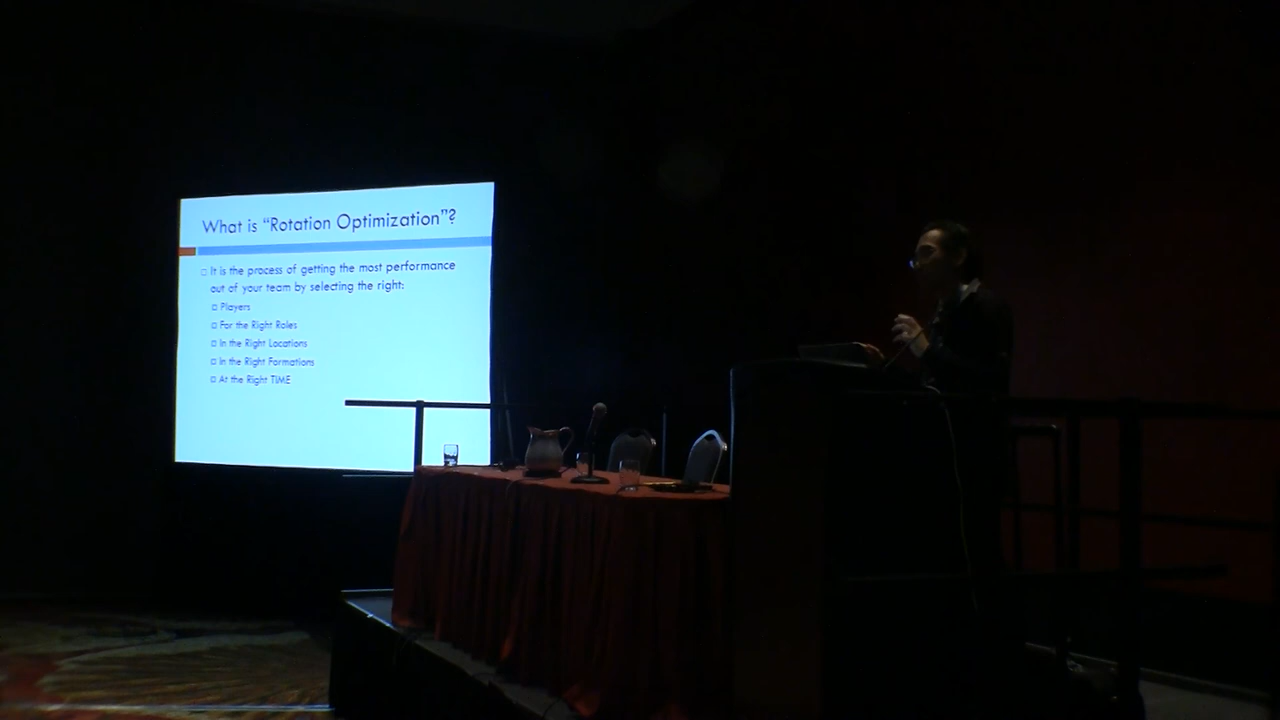 What is “Rotation Optimization”?
It is the process of getting the most performance
out of your team by selecting the right:
Players
For the Right Roles
In the Right Locations
In the Right Formations
At the Right TIME